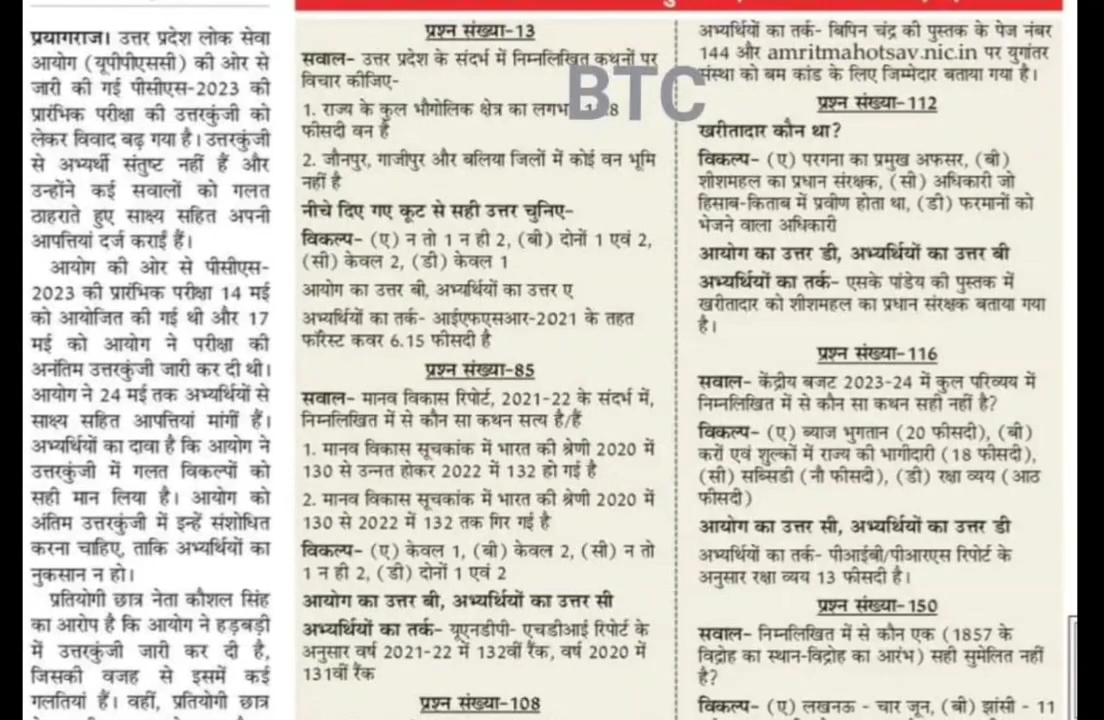 प्रयागराज। उत्तर प्रदेश लोक सेवा
आयोग (यूपीपीएससी) की ओर से
जारी की गई पीसीएस-2023 की
प्रारंभिक परीक्षा की उत्तरकुंजी को
लेकर विवाद बढ़ गया है। उत्तरकुंजी
से अभ्यर्थी संतुष्ट नहीं हैं और
उन्होंने कई सवालों को गलत
ठहराते हुए साक्ष्य सहित अपनी
आपत्तियां दर्ज कराईं हैं।
आयोग की ओर से पीसीएस-
2023 की प्रारंभिक परीक्षा 14 मई
को आयोजित की गई थी और 17
मई को आयोग ने परीक्षा की
अनंतिम उत्तरकुंजी जारी कर दी थी।
आयोग ने 24 मई तक अभ्यर्थियों से
साक्ष्य सहित आपत्तियां मांगीं हैं।
अभ्यर्थियों का दावा है कि आयोग ने
उत्तरकुंजी में गलत विकल्पों को
सही मान लिया है। आयोग को
अंतिम उत्तरकुंजी में इन्हें संशोधित
करना चाहिए, ताकि अभ्यर्थियों का
नुकसान न हो।
प्रतियोगी छात्र नेता कौशल सिंह
का आरोप है कि आयोग ने हड़बड़ी
में उत्तरकुंजी जारी कर दी है,
जिसकी वजह से इसमें कई
गलतियां हैं। वहीं, प्रतियोगी छात्र
प्रश्न संख्या-13
सवाल- उत्तर प्रदेश के संदर्भ में निम्नलिखित कथनों पर
विचार कीजिए-
1. राज्य के कुल भौगोलिक क्षेत्र का
फीसदी वन है
2. जौनपुर, गाजीपुर और बलिया जिलों में कोई वन भूमि
नहीं है
नीचे दिए गए कूट से सही उत्तर चुनिए-
विकल्प- (ए) न तो 1 न ही 2, (बी) दोनों 1 एवं 2,
(सी) केवल 2, (डी) केवल 1
आयोग का उत्तर बी, अभ्यर्थियों का उत्तर ए
अभ्यर्थियों का तर्क- आईएफएसआर-2021 के तहत
फॉरेस्ट कवर 6.15 फीसदी है
प्रश्न संख्या-85
सवाल- मानव विकास रिपोर्ट, 2021-22 के संदर्भ में,
निम्नलिखित में से कौन सा कथन सत्य है/हैं
1. मानव विकास सूचकांक में भारत की श्रेणी 2020 में
130 से उन्नत होकर 2022 में 132 हो गई है
2. मानव विकास सूचकांक में भारत की श्रेणी 2020 में
130 से 2022 में 132 तक गिर गई है
विकल्प- (ए) केवल 1, (बी) केवल 2, (सी) न तो
1 न ही 2, (डी) दोनों 1 एवं 2
आयोग का उत्तर बी, अभ्यर्थियों का उत्तर सी
अभ्यर्थियों का तर्क- यूएनडीपी- एचडीआई रिपोर्ट के
अनुसार वर्ष 2021-22 में 132वीं रैंक, वर्ष 2020 में
131वीं रैंक
प्रश्न संख्या-108
BTC
अभ्यर्थियों का तर्क- बिपिन चंद्र की पुस्तक के पेज नंबर
144 और amritmahotsav.nic.in पर युगांतर
संस्था को बम कांड के लिए जिम्मेदार बताया गया है।
प्रश्न संख्या-112
खरीतादार कौन था?
विकल्प- (ए) परगना का प्रमुख अफसर, (बी)
शीशमहल का प्रधान संरक्षक, (सी) अधिकारी जो
हिसाब-किताब में प्रवीण होता था, (डी) फरमानों को
भेजने वाला अधिकारी
आयोग का उत्तर डी, अभ्यर्थियों का उत्तर बी
अभ्यर्थियों का तर्क- एसके पांडेय की पुस्तक में
खरीतादार को शीशमहल का प्रधान संरक्षक बताया गया
है।
प्रश्न संख्या-116
सवाल- केंद्रीय बजट 2023-24 में कुल परिव्यय में
निम्नलिखित में से कौन सा कथन सही नहीं है?
विकल्प- (ए) ब्याज भुगतान (20 फीसदी), (बी)
करों एवं शुल्कों में राज्य की भागीदारी (18 फीसदी),
(सी) सब्सिडी (नौ फीसदी), (डी) रक्षा व्यय (आठ
फीसदी)
आयोग का उत्तर सी, अभ्यर्थियों का उत्तर डी
अभ्यर्थियों का तर्क- पीआईबी/पीआरएस रिपोर्ट के
अनुसार रक्षा व्यय 13 फीसदी है।
प्रश्न संख्या-150
सवाल- निम्नलिखित में से कौन एक (1857 के
विद्रोह का स्थान-विद्रोह का आरंभ) सही सुमेलित नहीं
है?
विकल्प- (ए) लखनऊ - चार जून, (बी) झांसी - 11